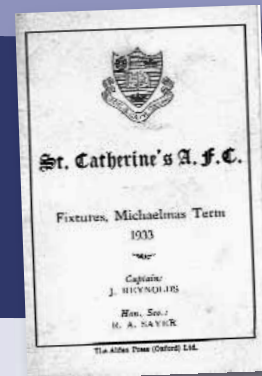 St. Catherine's A. F. C.
Fixtures, Michaelmas Term
1933
Captain:
J. REYNOLDS
Hon. Sec.:
R. A. SAYER
The Alden Press (Oxford) Ltd.